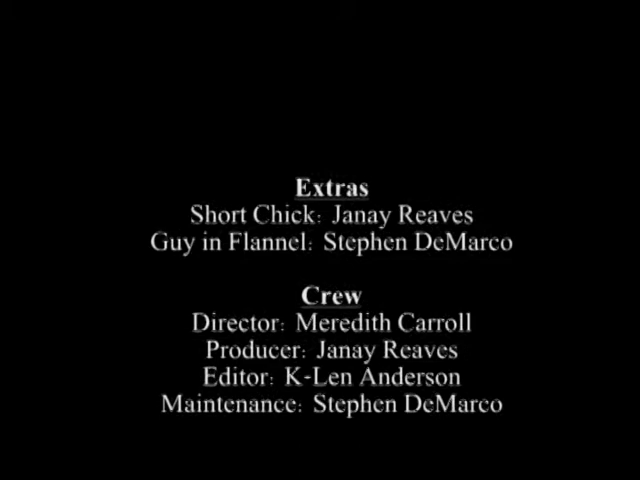 Extras
Short Chick: Janay Reaves
Guy in Flannel: Stephen DeMarco
Crew
Director: Meredith Carroll
Producer: Janay Reaves
Editor: K-Len Anderson
Maintenance: Stephen DeMarco